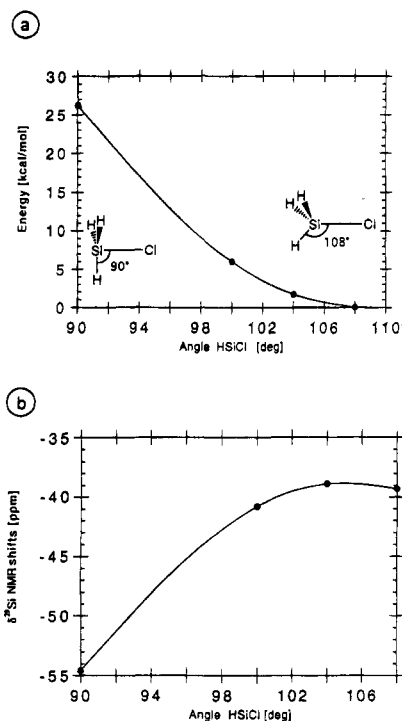 a
30
25
20
15
10
5
0
Energy [kcal/mol]
H H
Si Cl
90°
H
H
H
Si Cl
H
108°
90 94 98 102 106 110
Angle HSiCl [deg]
b
-35
-40
-45
-50
-55
δ²⁹Si NMR shifts [ppm]
90 94 98 102 106
Angle HSiCl [deg]